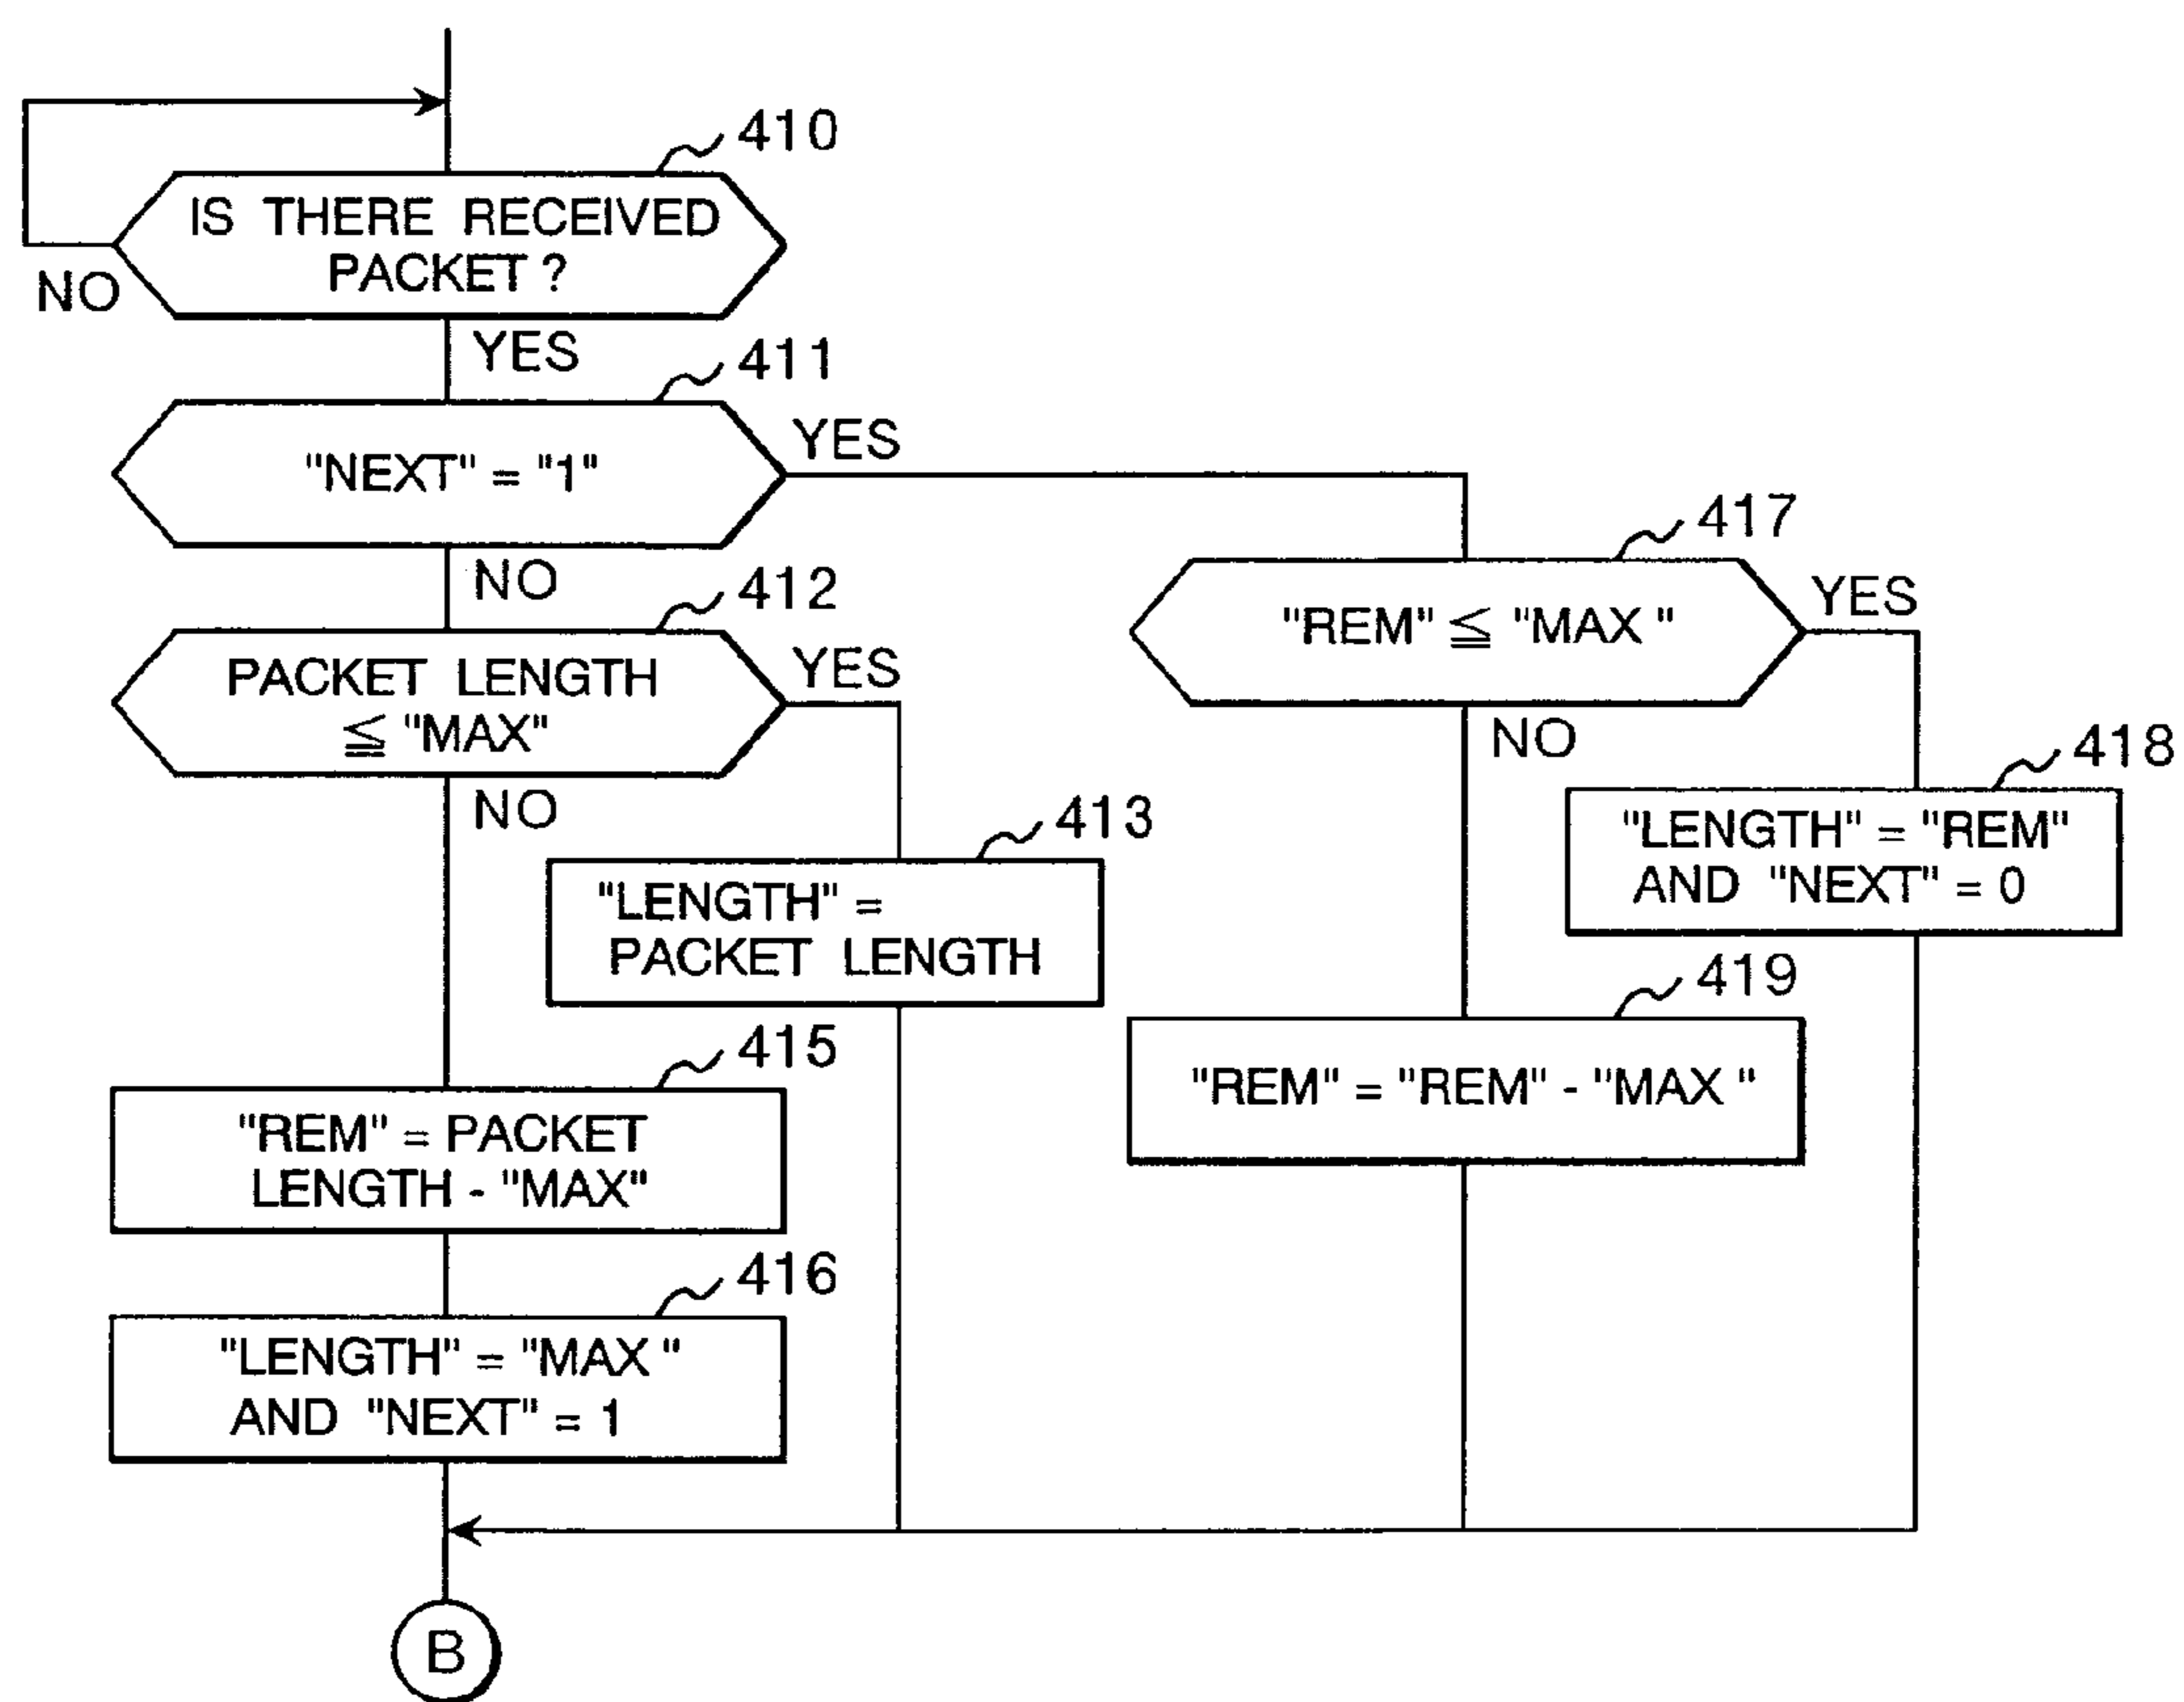 410
IS THERE RECEIVED
PACKET ?
NO
YES
411
"NEXT" = "1"
YES
NO
412
PACKET LENGTH
≦ "MAX"
YES
NO
413
"LENGTH" =
PACKET LENGTH
415
"REM" = PACKET
LENGTH - "MAX"
416
"LENGTH" = "MAX "
AND "NEXT" = 1
417
"REM" ≦ "MAX "
YES
NO
418
"LENGTH" = "REM"
AND "NEXT" = 0
419
"REM" = "REM" - "MAX "
B